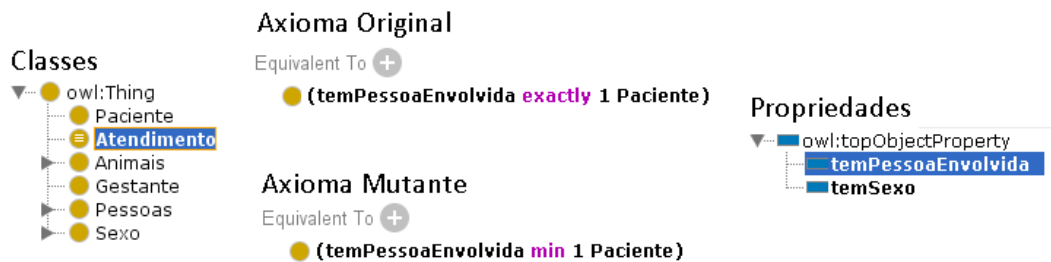 Classes
owl:Thing
Paciente
Atendimento
Animais
Gestante
Pessoas
Sexo
Axioma Original
Equivalent To
(temPessoaEnvolvida exactly 1 Paciente)
Axioma Mutante
Equivalent To
(temPessoaEnvolvida min 1 Paciente)
Propriedades
owl:topObjectProperty
temPessoaEnvolvida
temSexo